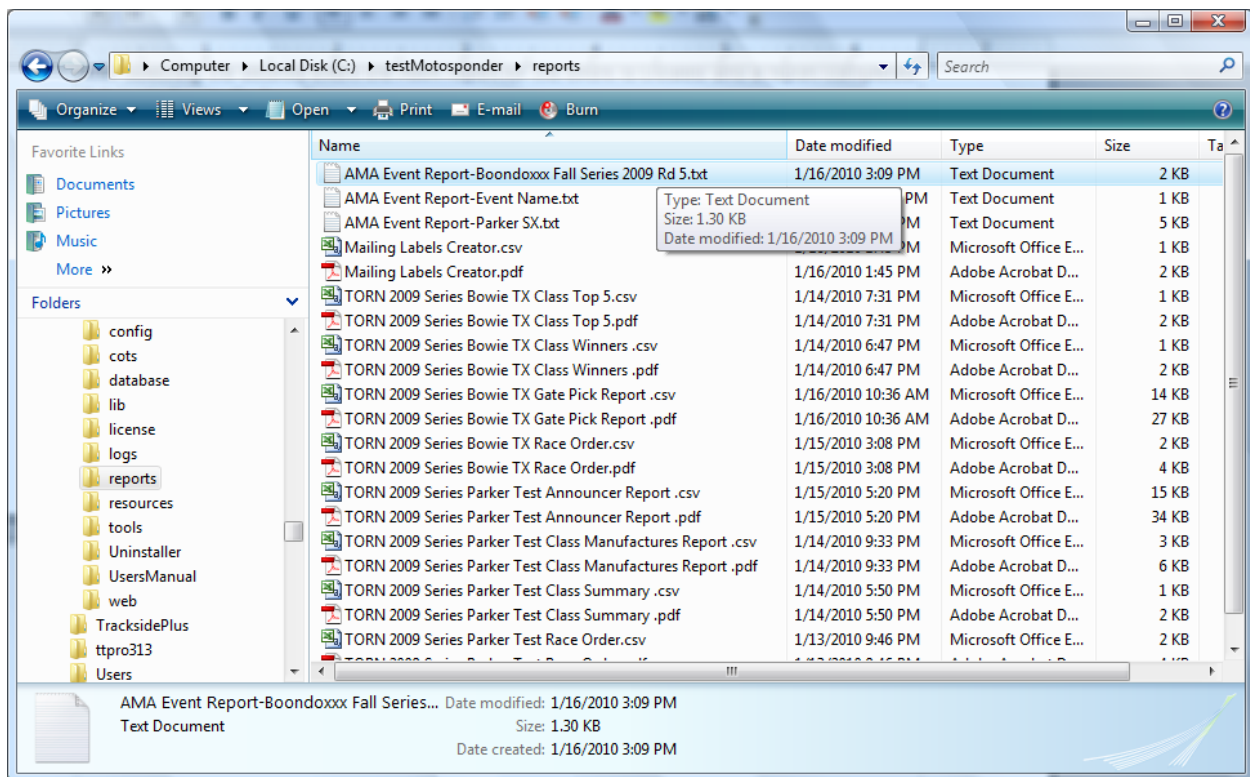 Computer Local Disk (C:) testMotosponder reports Search
Organize Views Open Print E-mail Burn
Favorite Links
Documents
Pictures
Music
More »
Folders
config
cots
database
lib
license
logs
reports
resources
tools
Uninstaller
UsersManual
web
TracksidePlus
ttpro313
Users
Name Date modified Type Size Ta
AMA Event Report-Boondoxxx Fall Series 2009 Rd 5.txt 1/16/2010 3:09 PM Text Document 2 KB
AMA Event Report-Event Name.txt PM Text Document 1 KB
AMA Event Report-Parker SX.txt PM Text Document 5 KB
Mailing Labels Creator.csv PM Microsoft Office E... 1 KB
Mailing Labels Creator.pdf 1/16/2010 1:45 PM Adobe Acrobat D... 2 KB
TORN 2009 Series Bowie TX Class Top 5.csv 1/14/2010 7:31 PM Microsoft Office E... 1 KB
TORN 2009 Series Bowie TX Class Top 5.pdf 1/14/2010 7:31 PM Adobe Acrobat D... 2 KB
TORN 2009 Series Bowie TX Class Winners .csv 1/14/2010 6:47 PM Microsoft Office E... 1 KB
TORN 2009 Series Bowie TX Class Winners .pdf 1/14/2010 6:47 PM Adobe Acrobat D... 2 KB
TORN 2009 Series Bowie TX Gate Pick Report .csv 1/16/2010 10:36 AM Microsoft Office E... 14 KB
TORN 2009 Series Bowie TX Gate Pick Report .pdf 1/16/2010 10:36 AM Adobe Acrobat D... 27 KB
TORN 2009 Series Bowie TX Race Order.csv 1/15/2010 3:08 PM Microsoft Office E... 2 KB
TORN 2009 Series Bowie TX Race Order.pdf 1/15/2010 3:08 PM Adobe Acrobat D... 4 KB
TORN 2009 Series Parker Test Announcer Report .csv 1/15/2010 5:20 PM Microsoft Office E... 15 KB
TORN 2009 Series Parker Test Announcer Report .pdf 1/15/2010 5:20 PM Adobe Acrobat D... 34 KB
TORN 2009 Series Parker Test Class Manufactures Report .csv 1/14/2010 9:33 PM Microsoft Office E... 3 KB
TORN 2009 Series Parker Test Class Manufactures Report .pdf 1/14/2010 9:33 PM Adobe Acrobat D... 6 KB
TORN 2009 Series Parker Test Class Summary .csv 1/14/2010 5:50 PM Microsoft Office E... 1 KB
TORN 2009 Series Parker Test Class Summary .pdf 1/14/2010 5:50 PM Adobe Acrobat D... 2 KB
TORN 2009 Series Parker Test Race Order.csv 1/13/2010 9:46 PM Microsoft Office E... 2 KB
Type: Text Document
Size: 1.30 KB
Date modified: 1/16/2010 3:09 PM
AMA Event Report-Boondoxxx Fall Series... Date modified: 1/16/2010 3:09 PM
Text Document Size: 1.30 KB
Date created: 1/16/2010 3:09 PM